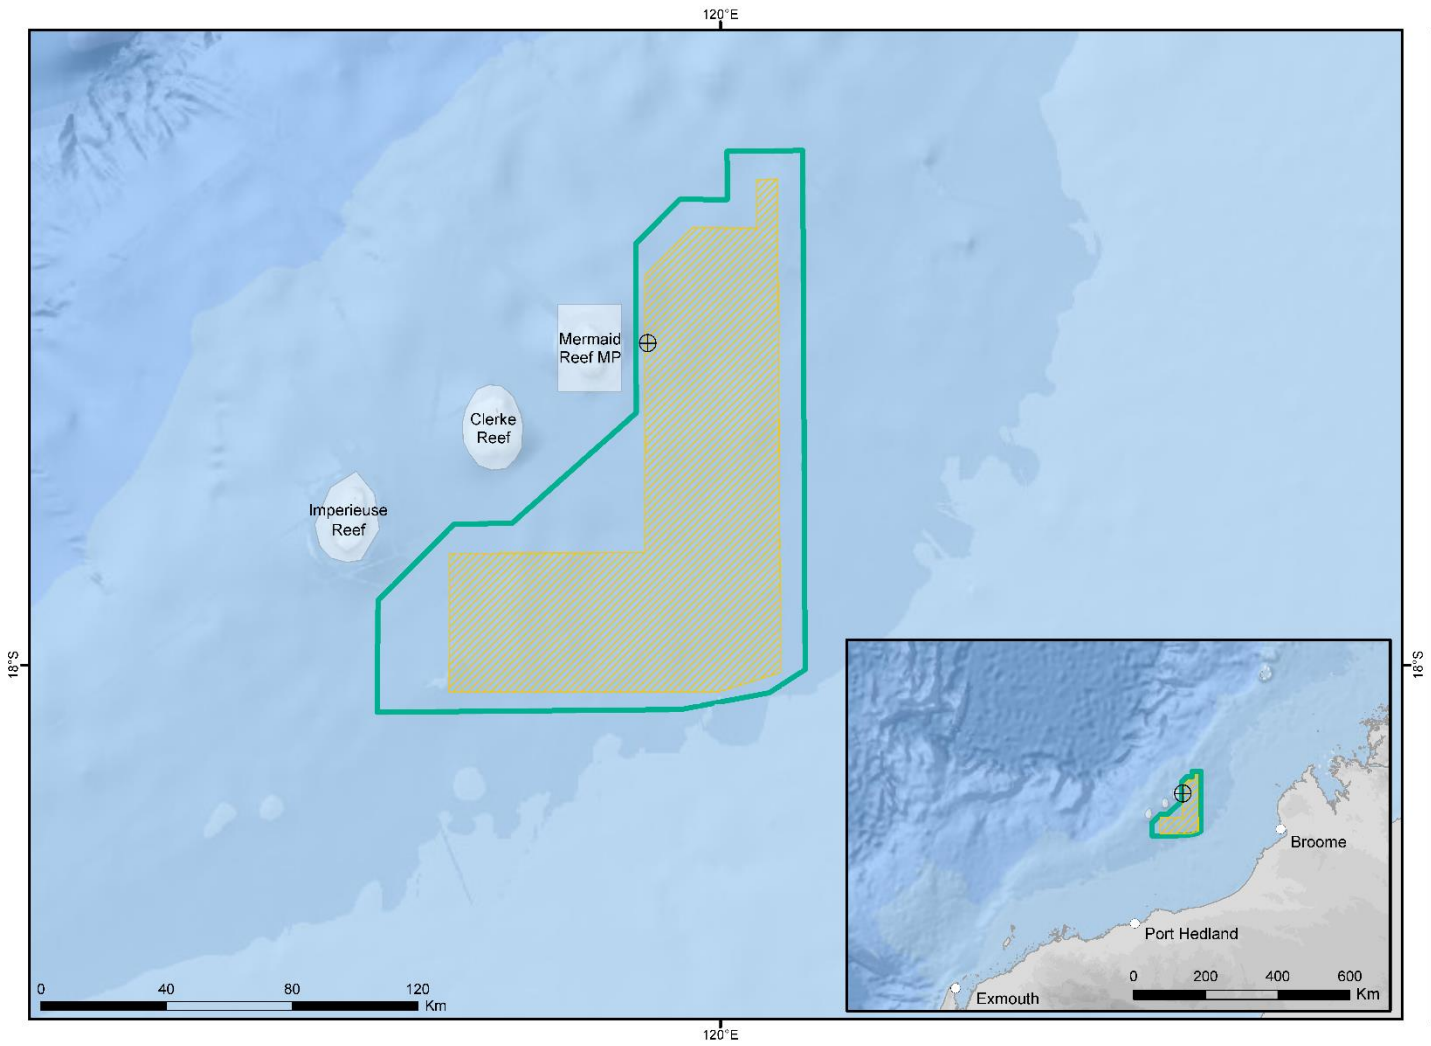 120°E
Mermaid
Reef MP
Clerke
Reef
Imperieuse
Reef
18°S
18°S
Broome
Port Hedland
Exmouth
0 200 400 600
Km
0 40 80 120
Km
120°E